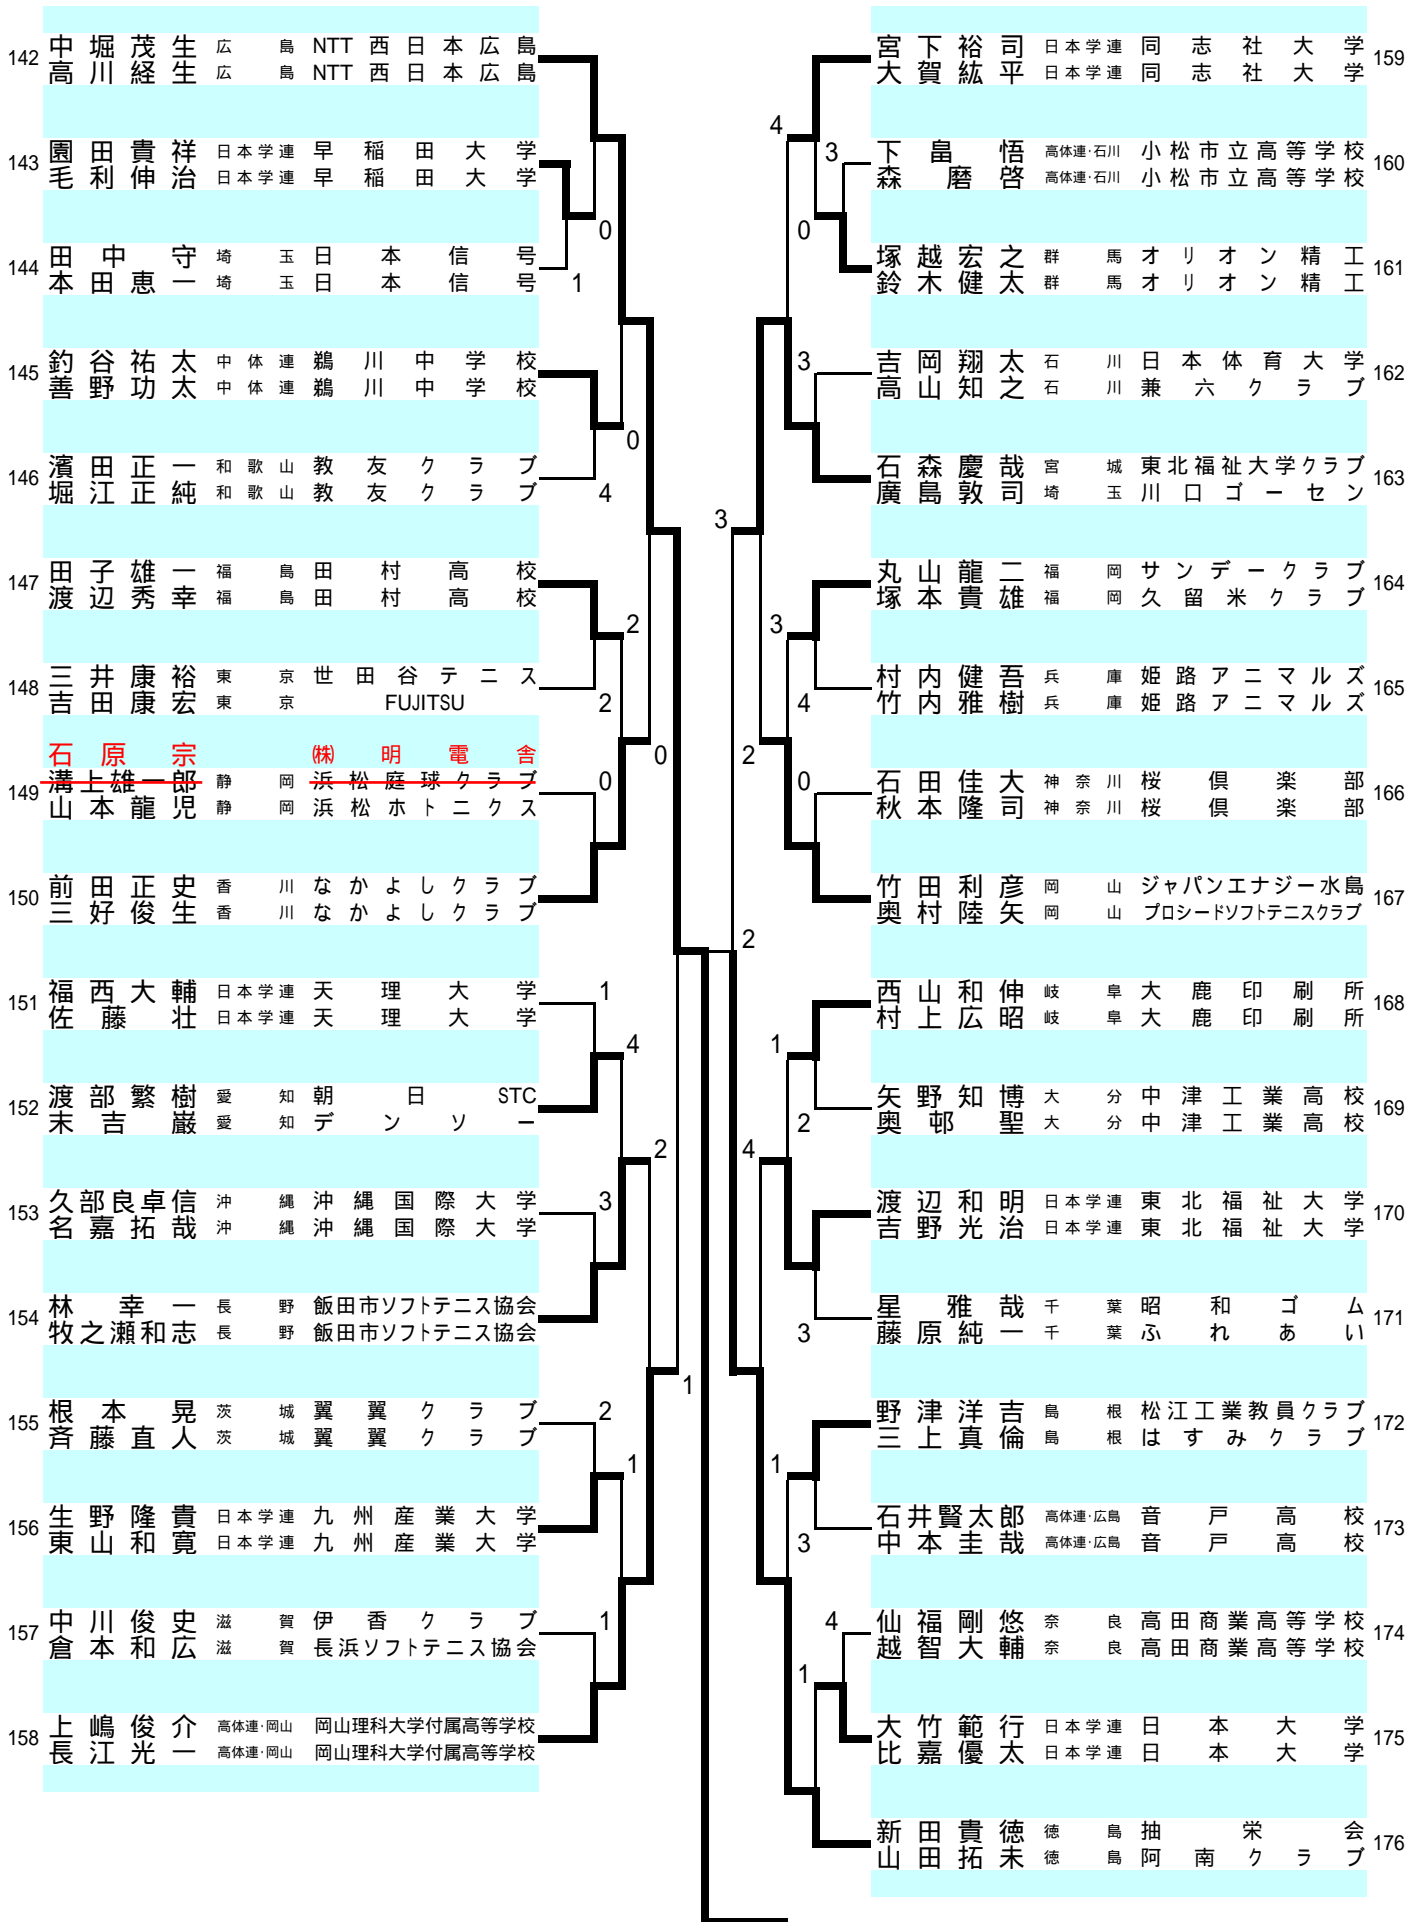 142 中堀茂生 広島 NTT西日本広島
高川経生 広島 NTT西日本広島
143 園田貴祥 日本学連 早稲田大学
毛利伸治 日本学連 早稲田大学
0
144 田中守 埼玉 日本信号
本田恵一 埼玉 日本信号
1
145 釣谷祐太 中体連 鵜川中学校
善野功太 中体連 鵜川中学校
0
146 濱田正一 和歌山 教友クラブ
堀江正純 和歌山 教友クラブ
4
147 田子雄一 福島 田村高校
渡辺秀幸 福島 田村高校
2
148 三井康裕 東京 世田谷テニス
吉田康宏 東京 FUJITSU
2
0
石原宗 ㈱明電舎
149 溝上雄一郎 静岡 浜松庭球クラブ
山本龍児 静岡 浜松ホトニクス
0
150 前田正史 香川 なかよしクラブ
三好俊生 香川 なかよしクラブ
151 福西大輔 日本学連 天理大学
佐藤壮 日本学連 天理大学
1
4
152 渡部繁樹 愛知 朝日STC
末吉巌 愛知 デンソー
2
153 久部良卓信 沖縄 沖縄国際大学
名嘉拓哉 沖縄 沖縄国際大学
3
154 林幸一 長野 飯田市ソフトテニス協会
牧之瀬和志 長野 飯田市ソフトテニス協会
1
155 根本晃 茨城 翼翼クラブ
斉藤直人 茨城 翼翼クラブ
2
1
156 生野隆貴 日本学連 九州産業大学
東山和寛 日本学連 九州産業大学
157 中川俊史 滋賀 伊香クラブ
倉本和広 滋賀 長浜ソフトテニス協会
1
158 上嶋俊介 高体連・岡山 岡山理科大学付属高等学校
長江光一 高体連・岡山 岡山理科大学付属高等学校
宮下裕司 日本学連 同志社大学 159
大賀紘平 日本学連 同志社大学
4
3
下畠悟 高体連・石川 小松市立高等学校 160
森磨啓 高体連・石川 小松市立高等学校
0
塚越宏之 群馬 オリオン精工 161
鈴木健太 群馬 オリオン精工
3
吉岡翔太 石川 日本体育大学 162
高山知之 石川 兼六クラブ
石森慶哉 宮城 東北福祉大学クラブ 163
廣島敦司 埼玉 川口ゴーセン
3
丸山龍二 福岡 サンデークラブ 164
塚本貴雄 福岡 久留米クラブ
3
村内健吾 兵庫 姫路アニマルズ 165
竹内雅樹 兵庫 姫路アニマルズ
4
2
0
石田佳大 神奈川 桜倶楽部 166
秋本隆司 神奈川 桜倶楽部
竹田利彦 岡山 ジャパンエナジー水島 167
奥村陸矢 岡山 プロシードソフトテニスクラブ
2
西山和伸 岐阜 大鹿印刷所 168
村上広昭 岐阜 大鹿印刷所
1
矢野知博 大分 中津工業高校 169
奥邨聖 大分 中津工業高校
2
4
渡辺和明 日本学連 東北福祉大学 170
吉野光治 日本学連 東北福祉大学
星雅哉 千葉 昭和ゴム 171
藤原純一 千葉 ふれあい
3
野津洋吉 島根 松江工業教員クラブ 172
三上真倫 島根 はすみクラブ
1
石井賢太郎 高体連・広島 音戸高校 173
中本圭哉 高体連・広島 音戸高校
3
4
仙福剛悠 奈良 高田商業高等学校 174
越智大輔 奈良 高田商業高等学校
1
大竹範行 日本学連 日本大学 175
比嘉優太 日本学連 日本大学
新田貴徳 徳島 抽栄会 176
山田拓未 徳島 阿南クラブ